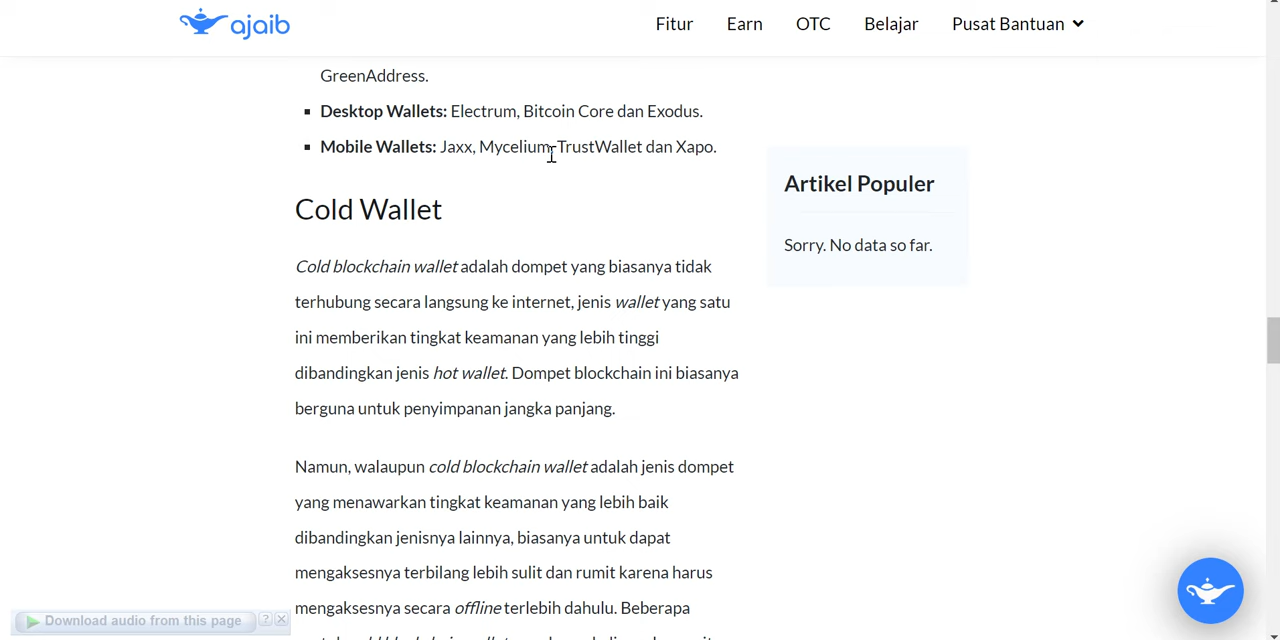 ajaib
Fitur
Earn
OTC
Belajar
Pusat Bantuan
GreenAddress.
Desktop Wallets: Electrum, Bitcoin Core dan Exodus.
Mobile Wallets: Jaxx, Mycelium, TrustWallet dan Xapo.
Artikel Populer
Sorry. No data so far.
Cold Wallet
Cold blockchain wallet adalah dompet yang biasanya tidak
terhubung secara langsung ke internet, jenis wallet yang satu
ini memberikan tingkat keamanan yang lebih tinggi
dibandingkan jenis hot wallet. Dompet blockchain ini biasanya
berguna untuk penyimpanan jangka panjang.
Namun, walaupun cold blockchain wallet adalah jenis dompet
yang menawarkan tingkat keamanan yang lebih baik
dibandingkan jenisnya lainnya, biasanya untuk dapat
mengaksesnya terbilang lebih sulit dan rumit karena harus
mengaksesnya secara offline terlebih dahulu. Beberapa
Download audio from this page ?